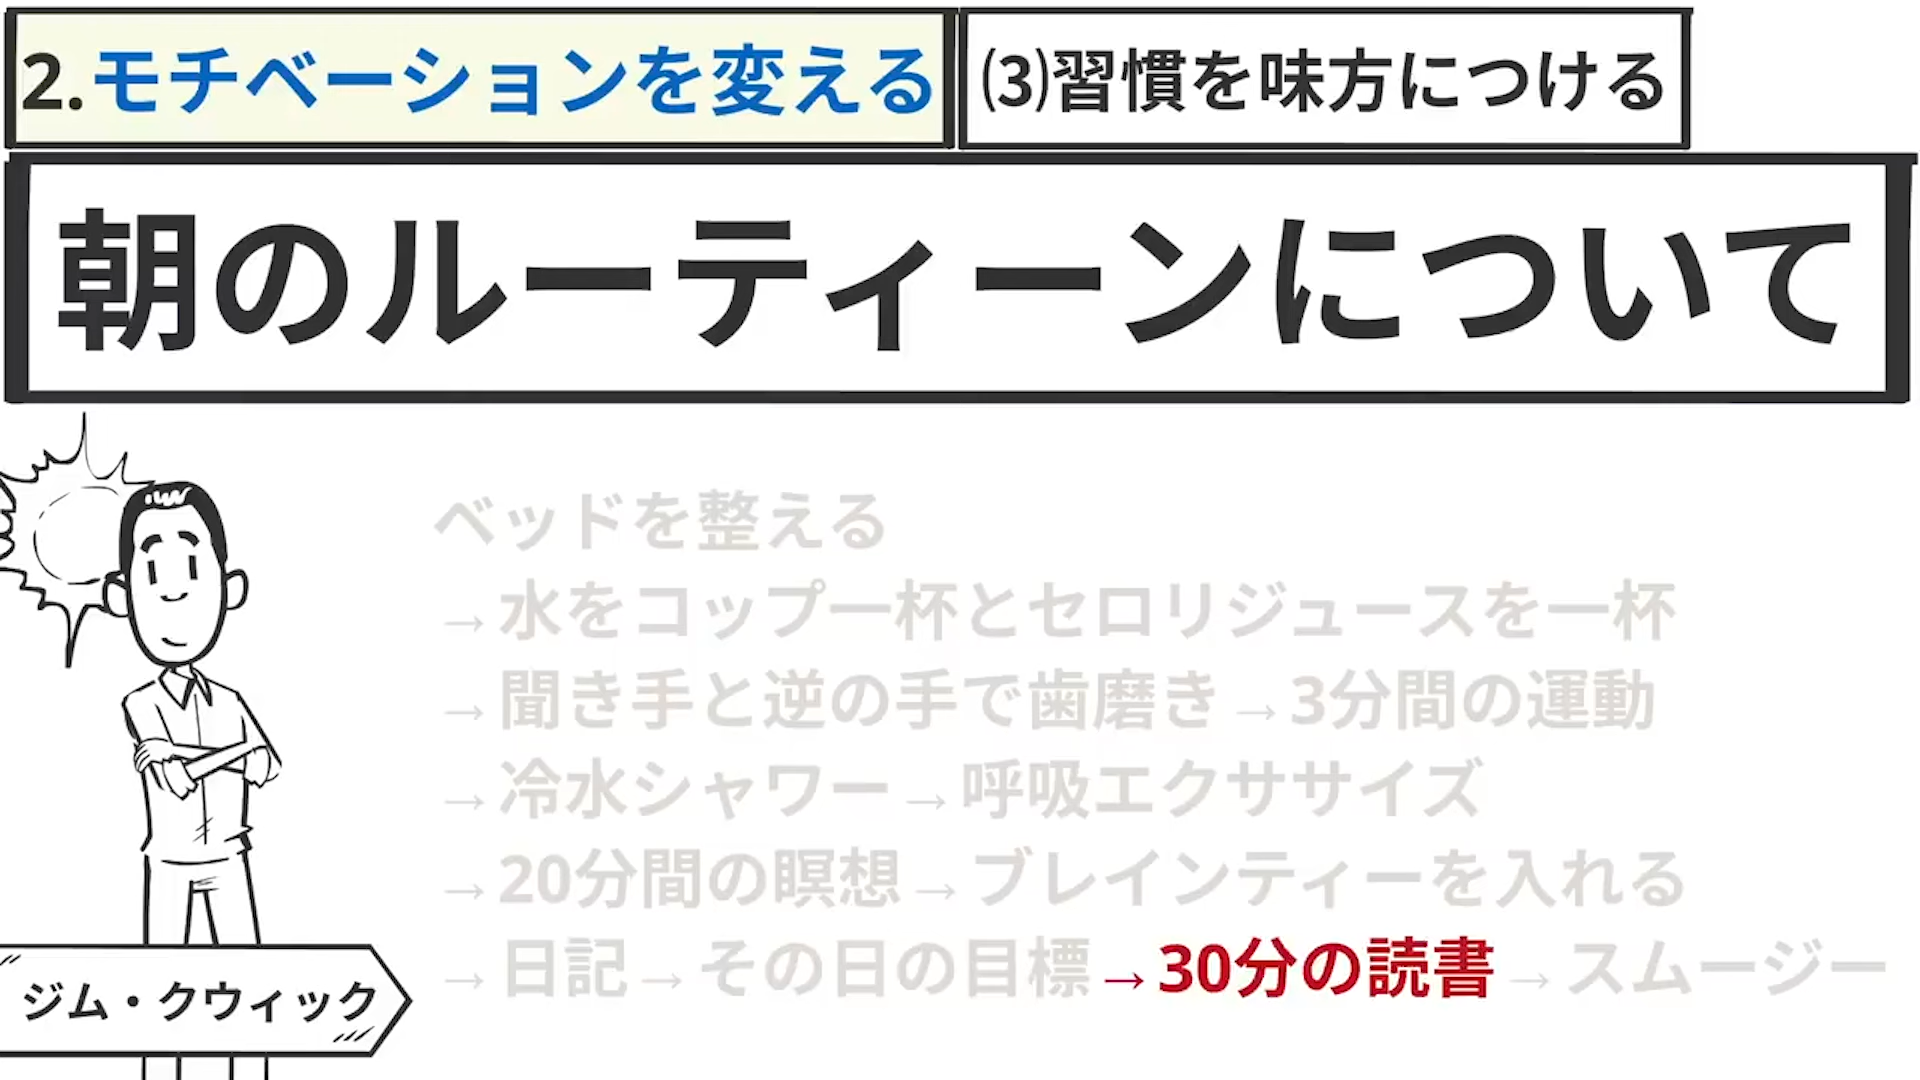 2.モチベーションを変える
⑶習慣を味方につける
朝のルーティーンについて
ベッドを整える
→水をコップ一杯とセロリジュースを一杯
→聞き手と逆の手で歯磨き→3分間の運動
→冷水シャワー→呼吸エクササイズ
→20分間の瞑想→ブレインティーを入れる
→日記→その日の目標→30分の読書→スムージー
ジム・クウィック